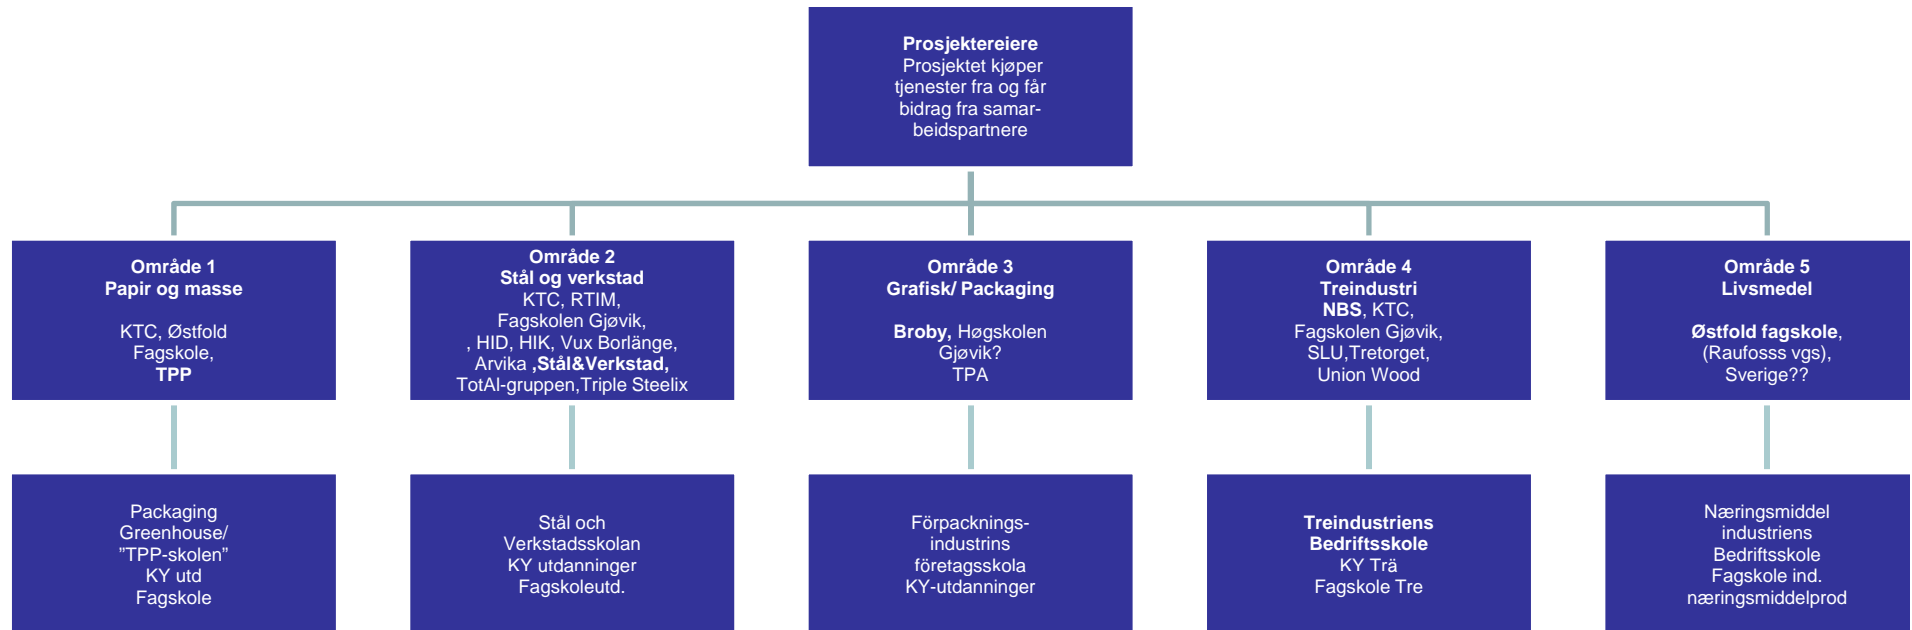 Prosjektereiere
Prosjektet kjøper
tjenester fra og får
bidrag fra samar-
beidspartnere
Område 1
Papir og masse
KTC, Østfold
Fagskole,
TPP
Område 2
Stål og verkstad
KTC, RTIM,
Fagskolen Gjøvik,
, HID, HIK, Vux Borlänge,
Arvika ,Stål&Verkstad,
TotAl-gruppen,Triple Steelix
Område 3
Grafisk/ Packaging
Broby, Høgskolen
Gjøvik?
TPA
Område 4
Treindustri
NBS, KTC,
Fagskolen Gjøvik,
SLU,Tretorget,
Union Wood
Område 5
Livsmedel
Østfold fagskole,
(Raufosss vgs),
Sverige??
Packaging
Greenhouse/
”TPP-skolen”
KY utd
Fagskole
Stål och
Verkstadsskolan
KY utdanninger
Fagskoleutd.
Förpacknings-
industrins
företagsskola
KY-utdanninger
Treindustriens
Bedriftsskole
KY Trä
Fagskole Tre
Næringsmiddel
industriens
Bedriftsskole
Fagskole ind.
næringsmiddelprod